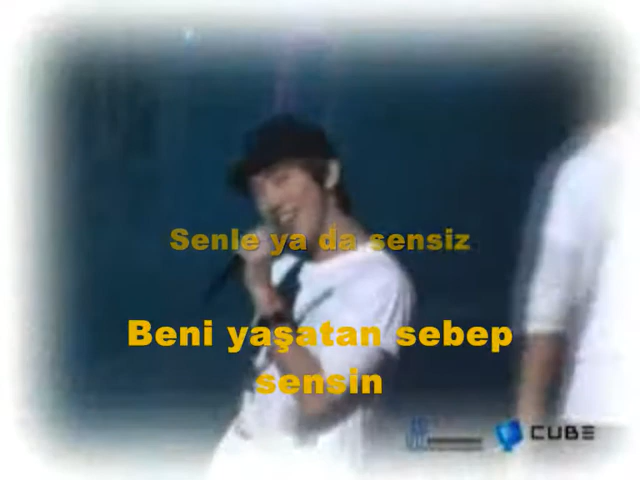 Senle ya da sensiz
Beni yaşatan sebep
sensin
CUBE